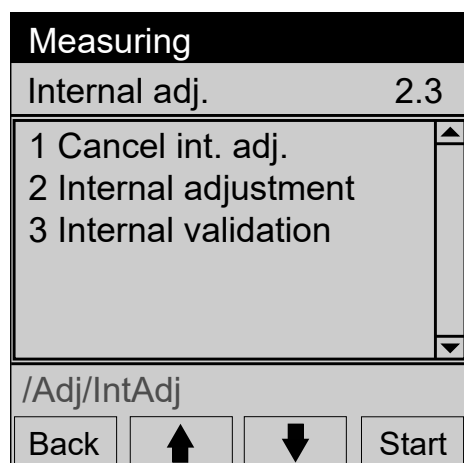 Measuring
Internal adj. 2.3
1 Cancel int. adj.
2 Internal adjustment
3 Internal validation
/Adj/IntAdj
Back Start